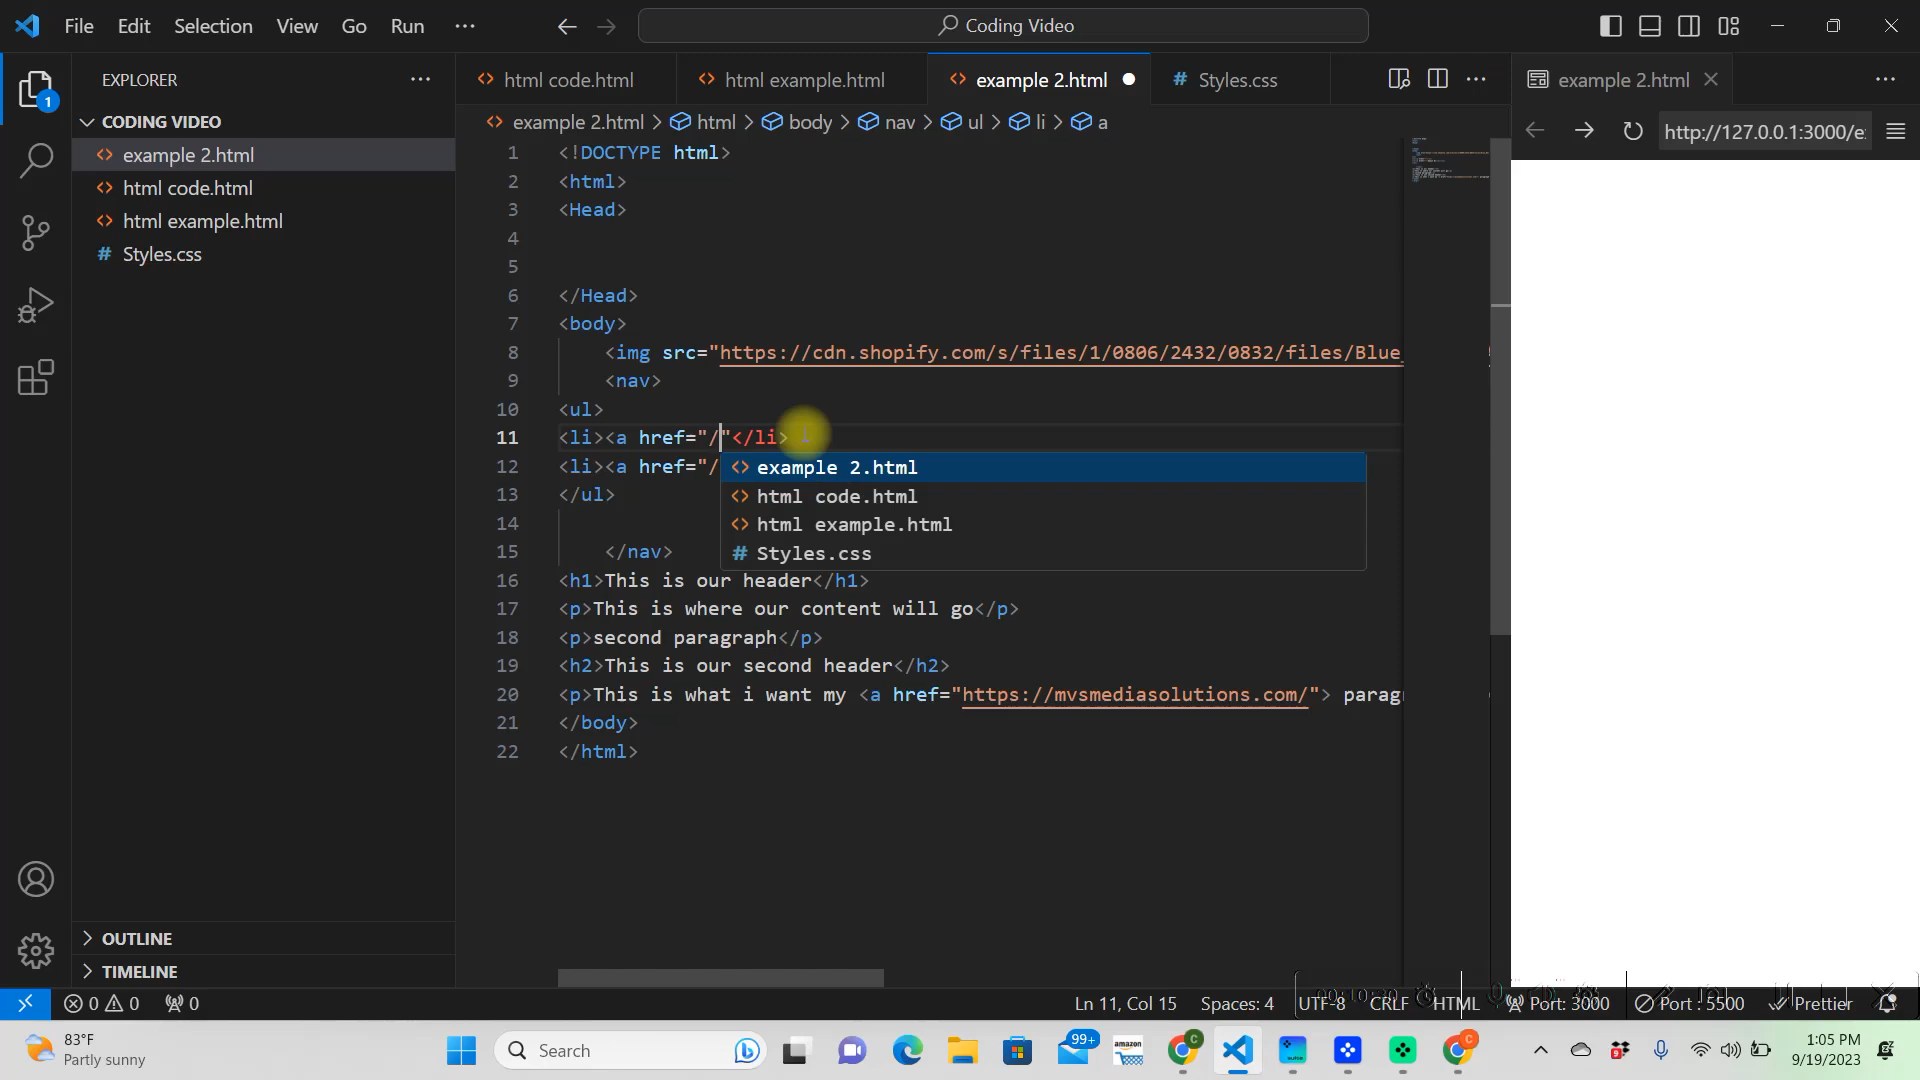 File Edit Selection View Go Run ··· Coding Video
EXPLORER ···
CODING VIDEO
example 2.html
html code.html
html example.html
Styles.css
OUTLINE
TIMELINE
1
html code.html html example.html example 2.html Styles.css ···
example 2.html > html > body > nav > ul > li > a
1 <!DOCTYPE html>
2 <html>
3 <Head>
4
5
6 </Head>
7 <body>
8 <img src="https://cdn.shopify.com/s/files/1/0806/2432/0832/files/Blue_
9 <nav>
10 <ul>
11 <li><a href="/"</li>
12 <li><a href="/
13 </ul>
14
15 </nav>
16 <h1>This is our header</h1>
17 <p>This is where our content will go</p>
18 <p>second paragraph</p>
19 <h2>This is our second header</h2>
20 <p>This is what i want my <a href="https://mvsmediasolutions.com/"> parag
21 </body>
22 </html>
example 2.html
html code.html
html example.html
Styles.css
example 2.html ···
http://127.0.0.1:3000/e
0 0 0 Ln 11, Col 15 Spaces: 4 UTF-8 CRLF HTML Port: 3000 Port : 5500 Prettier
83°F
Partly sunny
Search
99+
amazon
C
C
9
1:05 PM
9/19/2023